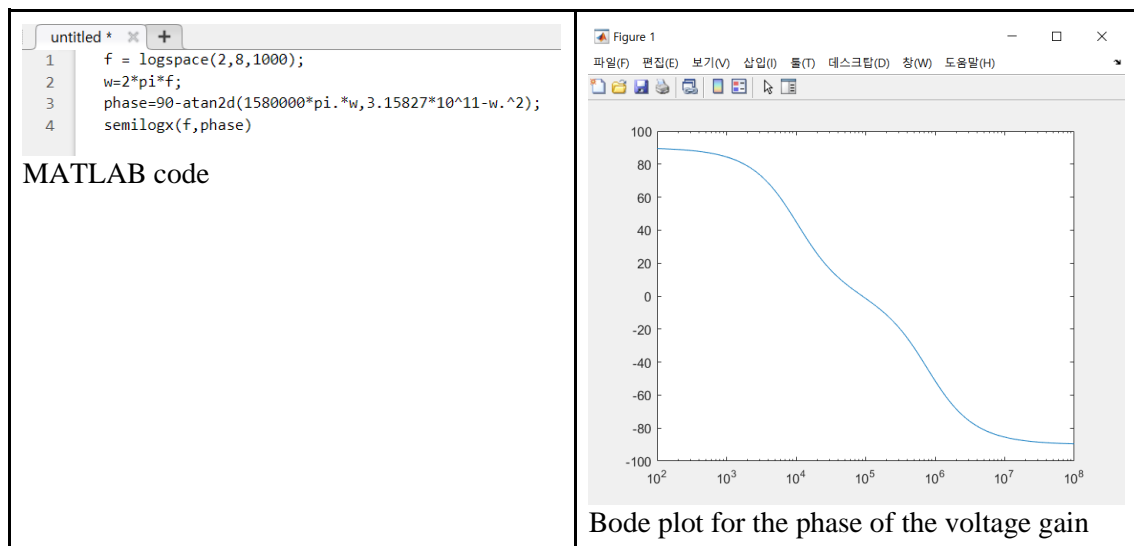 untitled * × +
1 f = logspace(2,8,1000);
2 w=2*pi*f;
3 phase=90-atan2d(1580000*pi.*w,3.15827*10^11-w.^2);
4 semilogx(f,phase)
MATLAB code
Figure 1
파일(F) 편집(E) 보기(V) 삽입(I) 툴(T) 데스크탑(D) 창(W) 도움말(H)
100
80
60
40
20
0
-20
-40
-60
-80
-100
10^2 10^3 10^4 10^5 10^6 10^7 10^8
Bode plot for the phase of the voltage gain